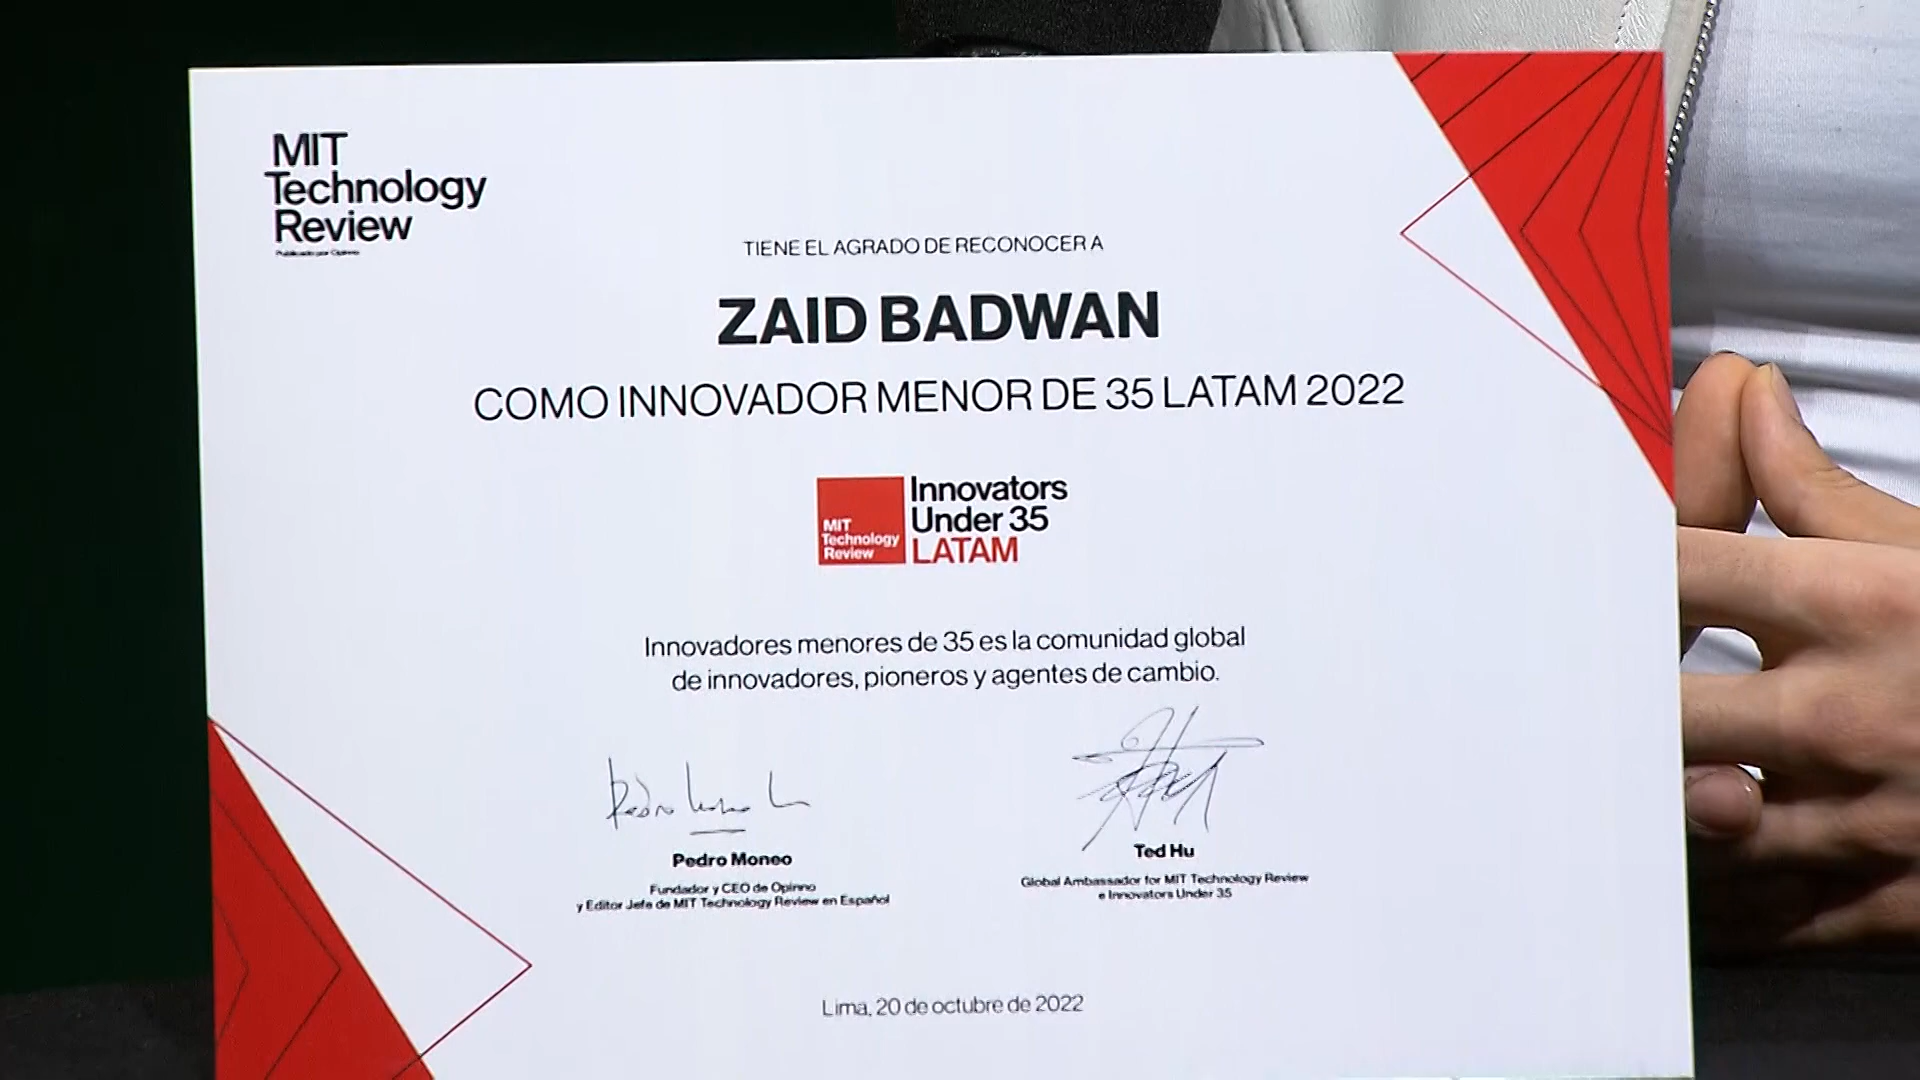 MIT
Technology
Review
Publicado por Opinno
TIENE EL AGRADO DE RECONOCER A
ZAID BADWAN
COMO INNOVADOR MENOR DE 35 LATAM 2022
MIT
Technology
Review
Innovators
Under 35
LATAM
Innovadores menores de 35 es la comunidad global
de innovadores, pioneros y agentes de cambio.
Pedro Moneo
Fundador y CEO de Opinno
y Editor Jefe de MIT Technology Review en Español
Ted Hu
Global Ambassador for MIT Technology Review
e Innovators Under 35
Lima, 20 de octubre de 2022